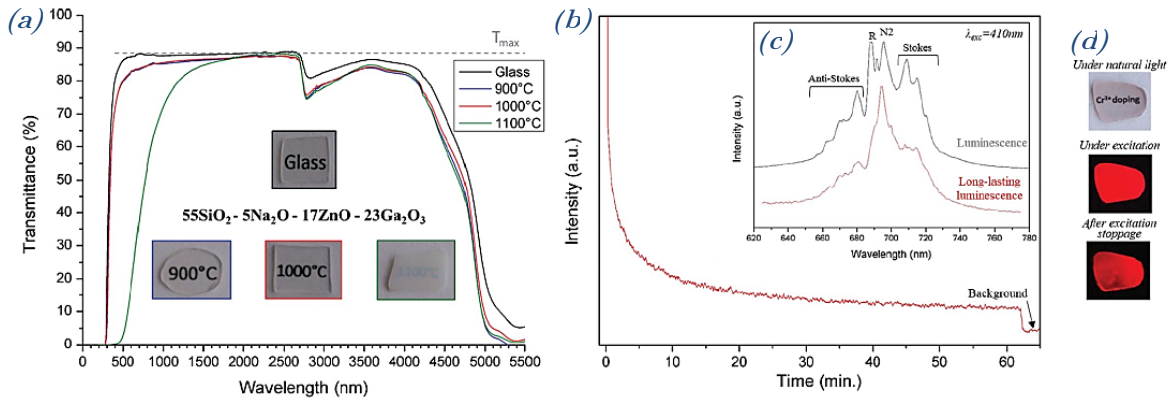 (a)
100
90
80
70
60
50
40
30
20
10
0
Transmittance (%)
Tmax
Glass
900°C
1000°C
1100°C
Glass
55SiO₂ - 5Na₂O - 17ZnO - 23Ga₂O₃
900°C
1000°C
1100°C
0 500 1000 1500 2000 2500 3000 3500 4000 4500 5000 5500
Wavelength (nm)
(b)
Intensity (a.u.)
Background
0 10 20 30 40 50 60
Time (min.)
(c)
λexc=410nm
R N2
Stokes
Anti-Stokes
Intensity (a.u.)
Luminescence
Long-lasting
luminescence
620 640 660 680 700 720 740 760 780
Wavelength (nm)
(d)
Under natural light
Cr³⁺ doping
Under excitation
After excitation
stoppage